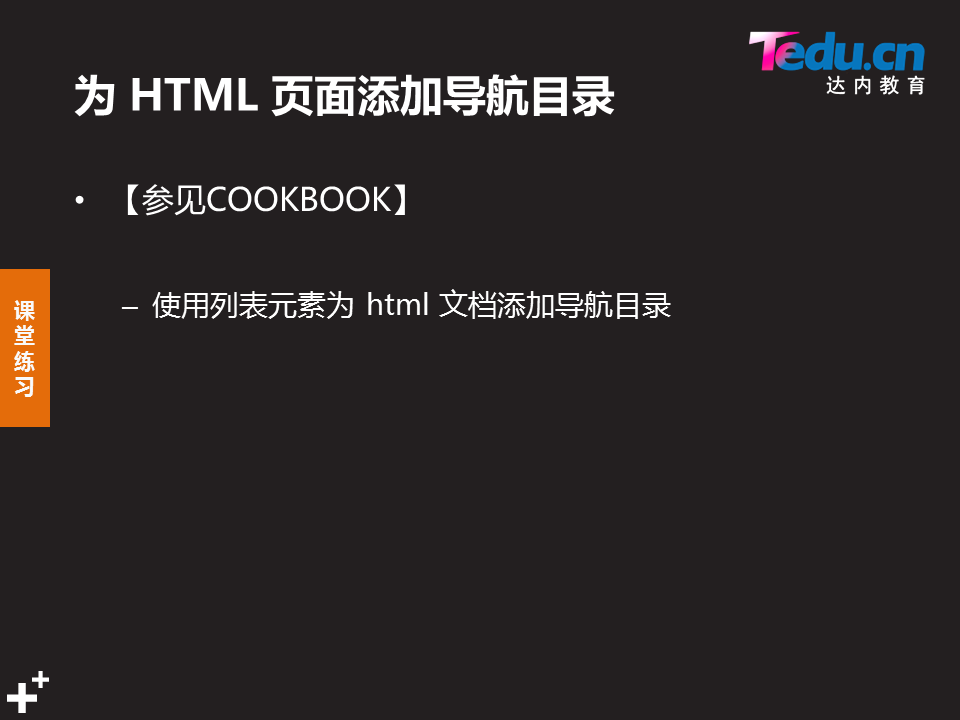 Tedu.cn
达内教育
为 HTML 页面添加导航目录
• 【参见COOKBOOK】
– 使用列表元素为 html 文档添加导航目录
课
堂
练
习